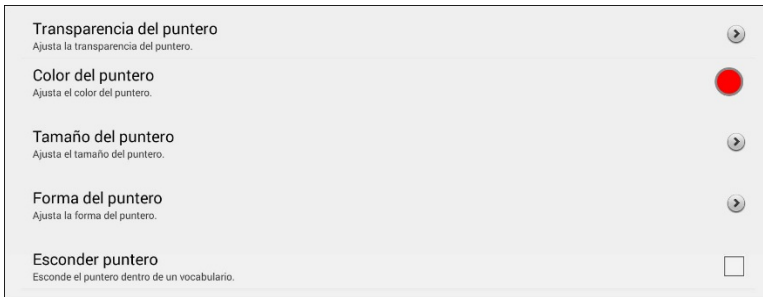 Transparencia del puntero
Ajusta la transparencia del puntero.
Color del puntero
Ajusta el color del puntero.
Tamaño del puntero
Ajusta el tamaño del puntero.
Forma del puntero
Ajusta la forma del puntero.
Esconder puntero
Esconde el puntero dentro de un vocabulario.